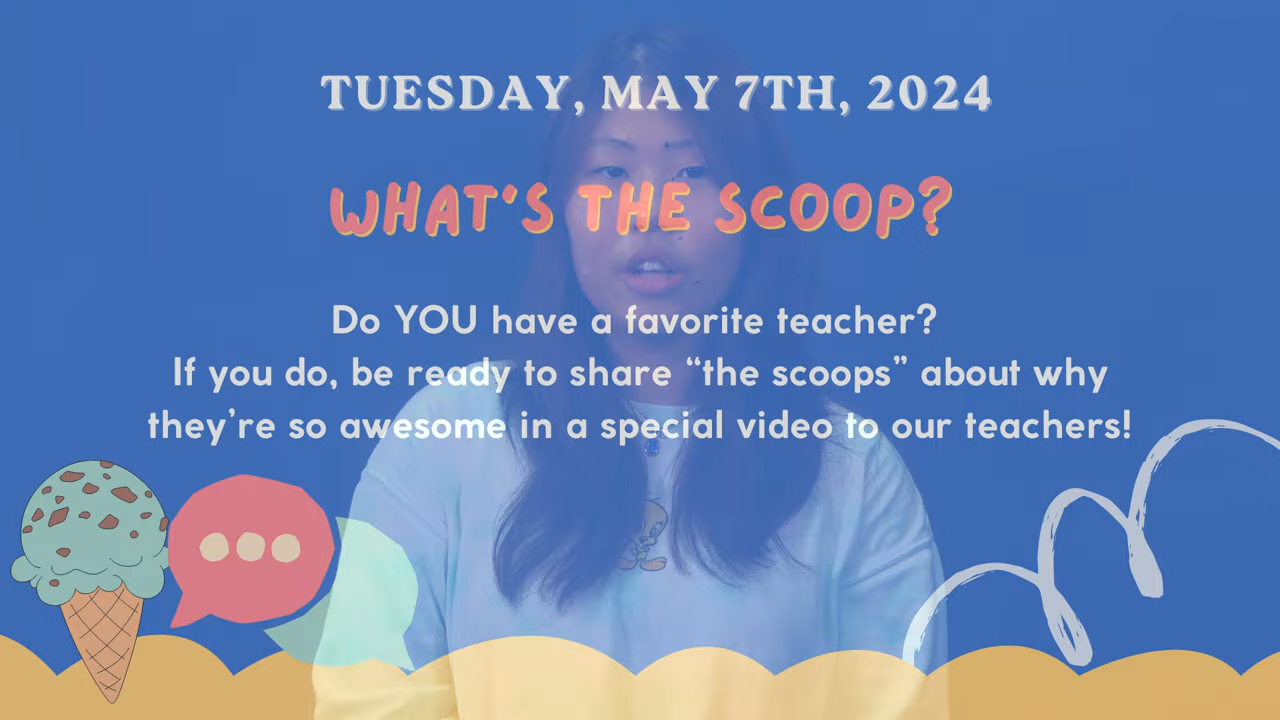 TUESDAY, MAY 7TH, 2024
WHAT'S THE SCOOP?
Do YOU have a favorite teacher?
If you do, be ready to share “the scoops” about why
they’re so awesome in a special video to our teachers!